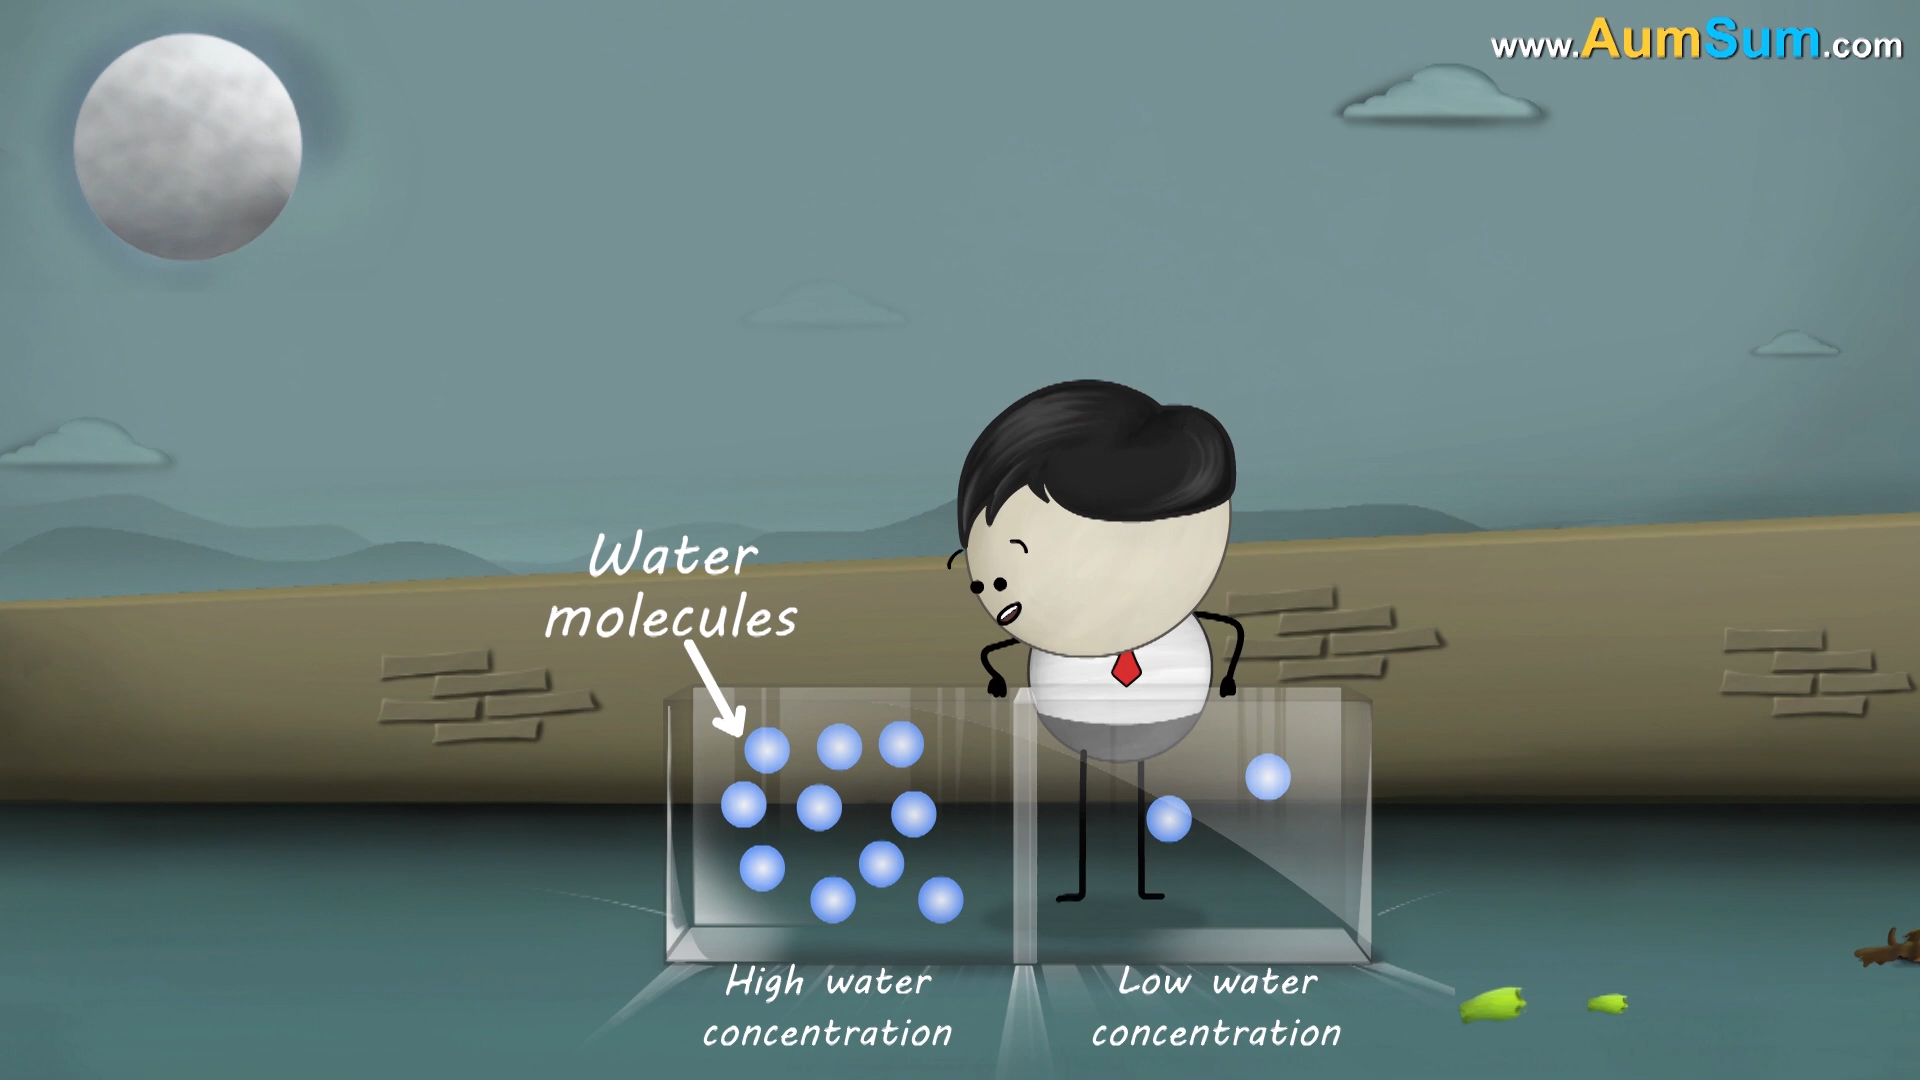 www.AumSum.com
Water
molecules
High water
concentration
Low water
concentration